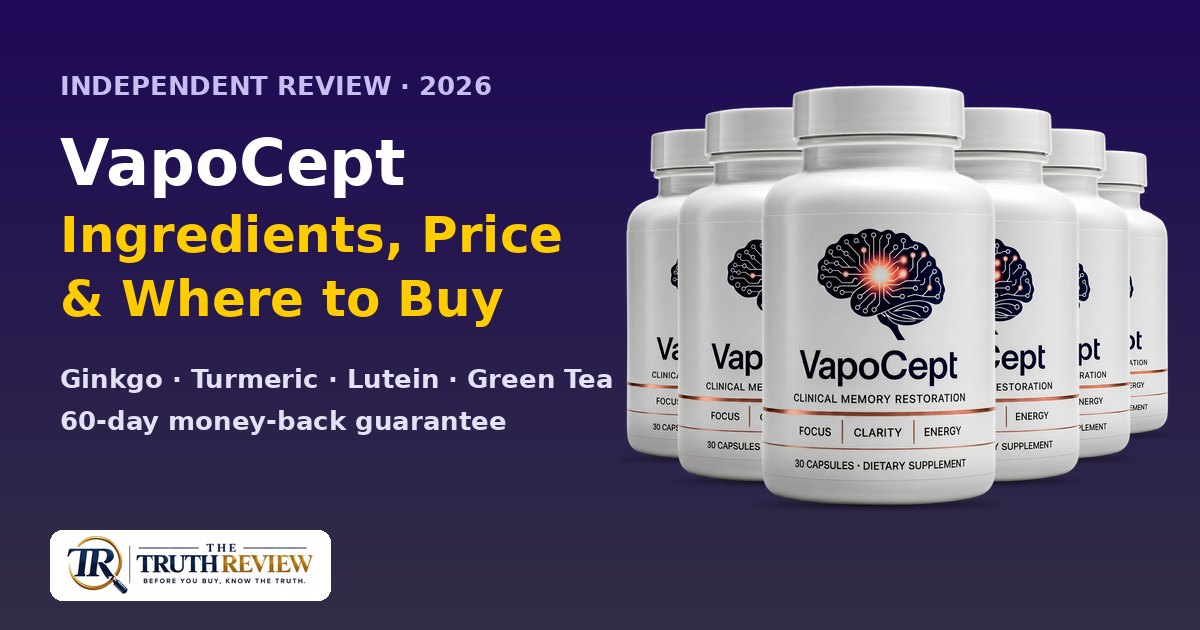 INDEPENDENT REVIEW · 2026
VapoCept
Ingredients, Price
& Where to Buy
Ginkgo · Turmeric · Lutein · Green Tea
60-day money-back guarantee
TR
THE
TRUTH REVIEW
BEFORE YOU BUY, KNOW THE TRUTH.
VapoCept
CLINICAL MEMORY RESTORATION
FOCUS CLARITY ENERGY
30 CAPSULES · DIETARY SUPPLEMENT